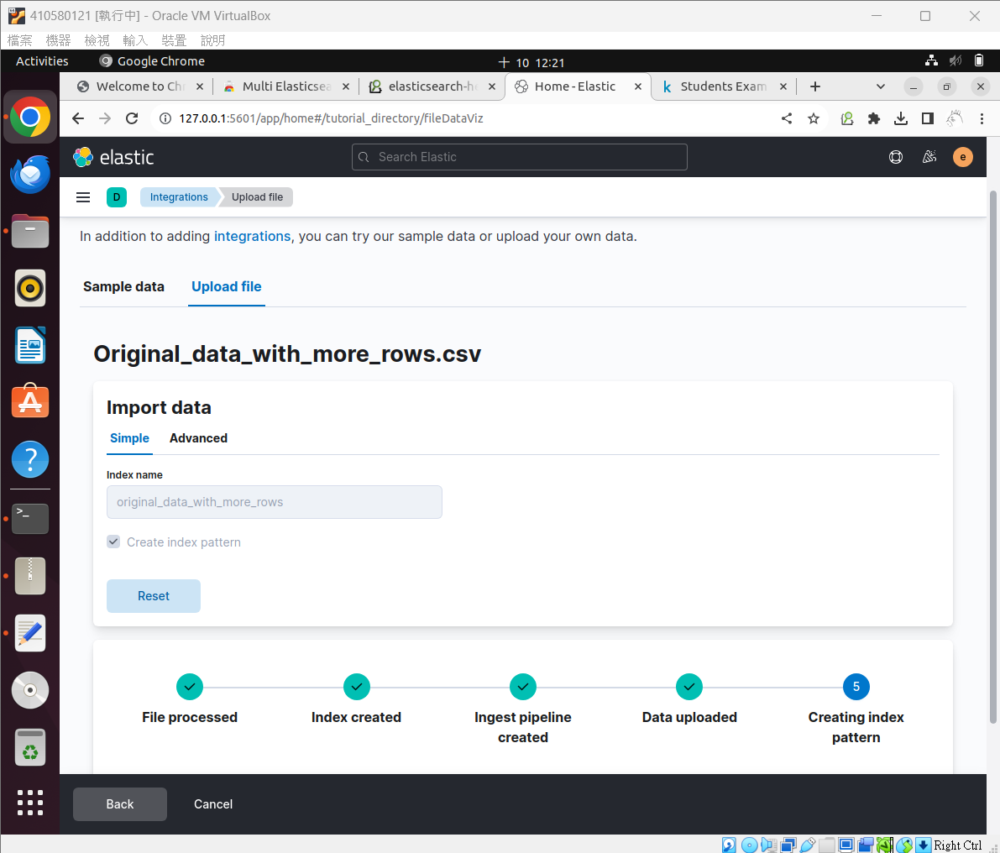 410580121 [執行中] - Oracle VM VirtualBox
檔案 機器 檢視 輸入 裝置 說明
Activities Google Chrome 十 10 12:21
Welcome to Ch Multi Elasticsea elasticsearch-he Home - Elastic Students Exam
127.0.0.1:5601/app/home#/tutorial_directory/fileDataViz
elastic Search Elastic e
D Integrations Upload file
In addition to adding integrations, you can try our sample data or upload your own data.
Sample data Upload file
Original_data_with_more_rows.csv
Import data
Simple Advanced
Index name
original_data_with_more_rows
Create index pattern
Reset
5
File processed Index created Ingest pipeline created Data uploaded Creating index pattern
Back Cancel
Right Ctrl